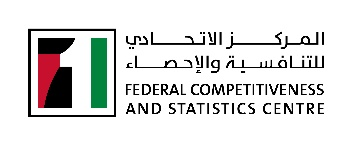 المركز الاتحادي
للتنافسية والإحصاء
FEDERAL COMPETITIVENESS
AND STATISTICS CENTRE